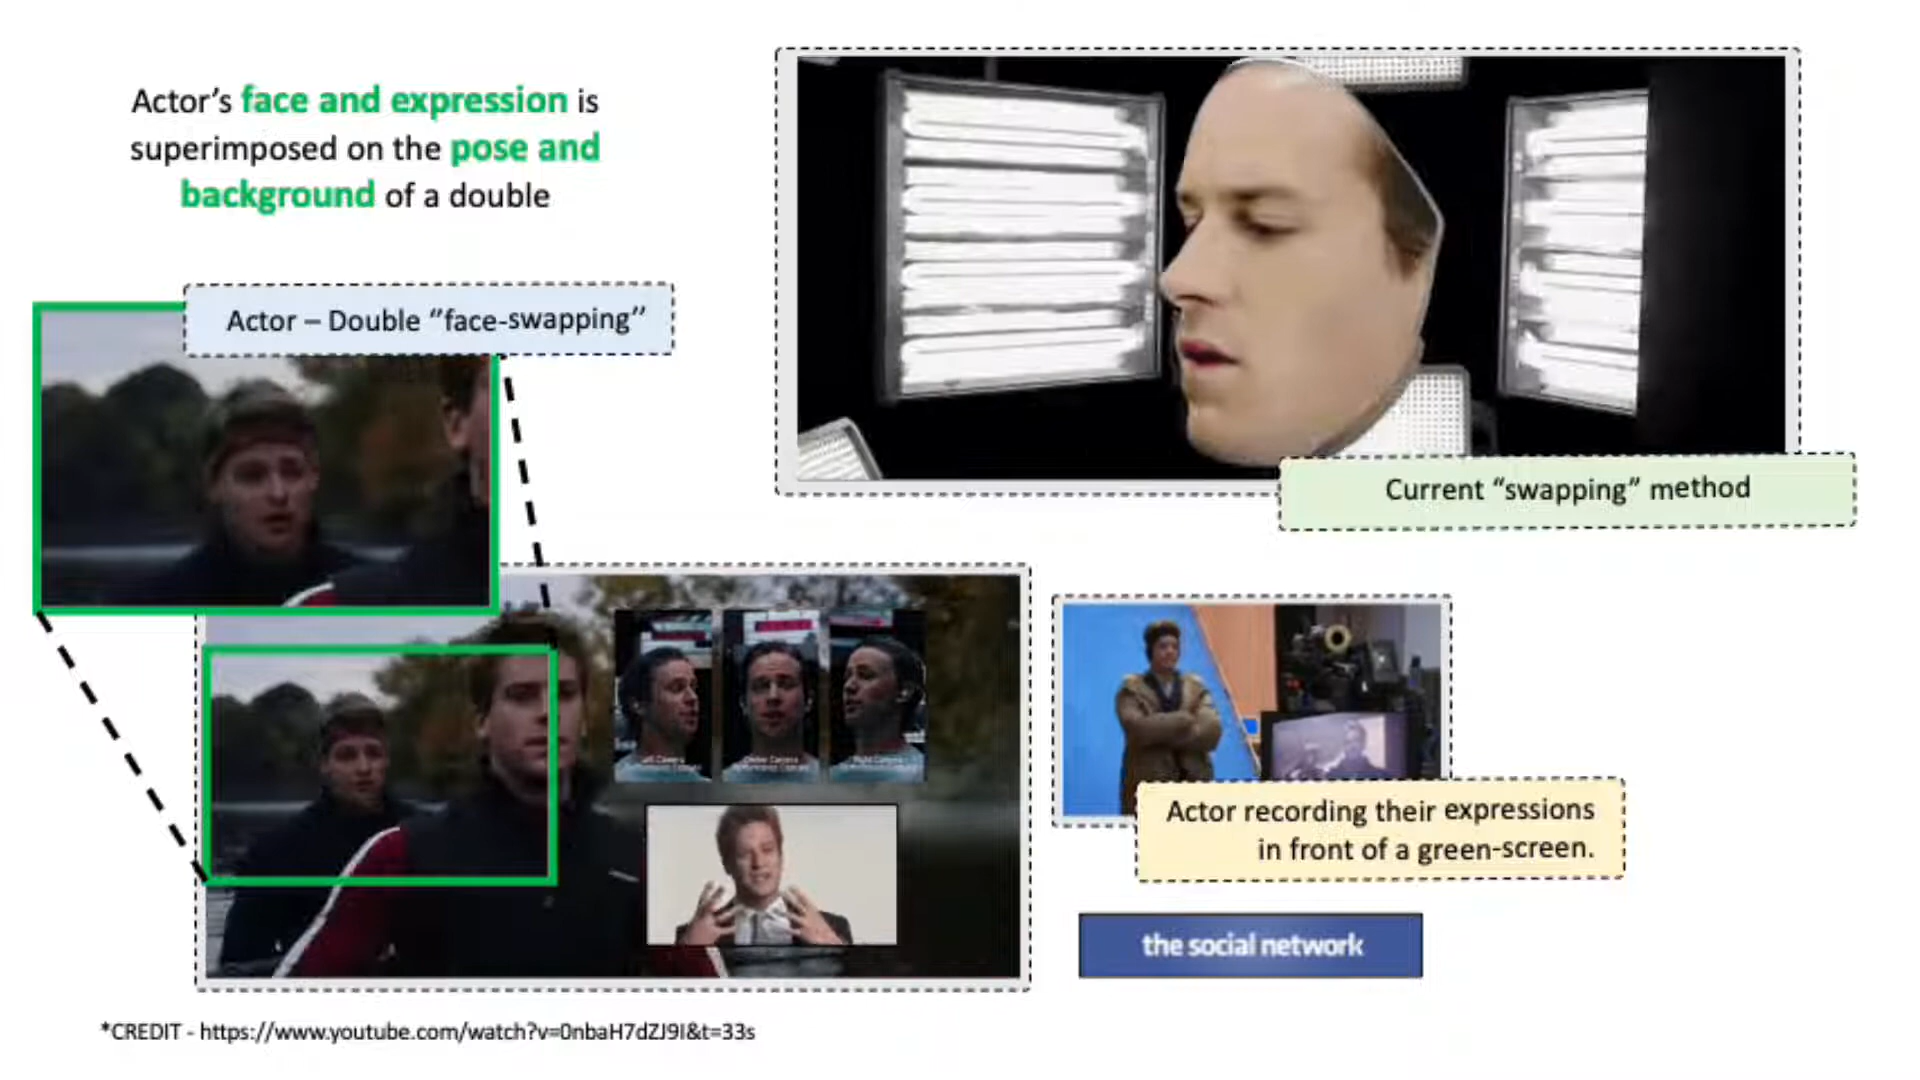 Actor's face and expression is
superimposed on the pose and
background of a double
Actor – Double "face-swapping"
Current "swapping" method
Actor recording their expressions
in front of a green-screen.
the social network
*CREDIT - https://www.youtube.com/watch?v=0nbaH7dZJ9I&t=33s